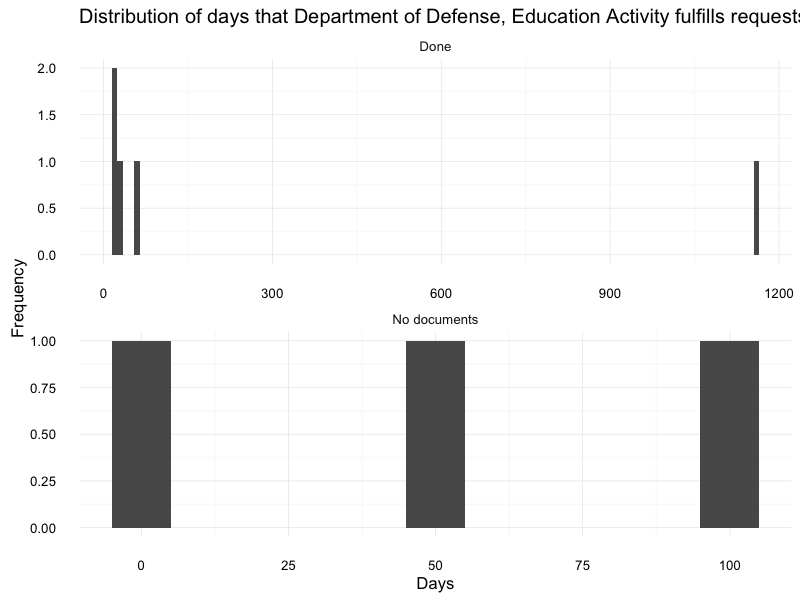 Distribution of days that Department of Defense, Education Activity fulfills requests
Done
2.0
1.5
1.0
0.5
0.0
0 300 600 900 1200
Frequency
No documents
1.00
0.75
0.50
0.25
0.00
0 25 50 75 100
Days